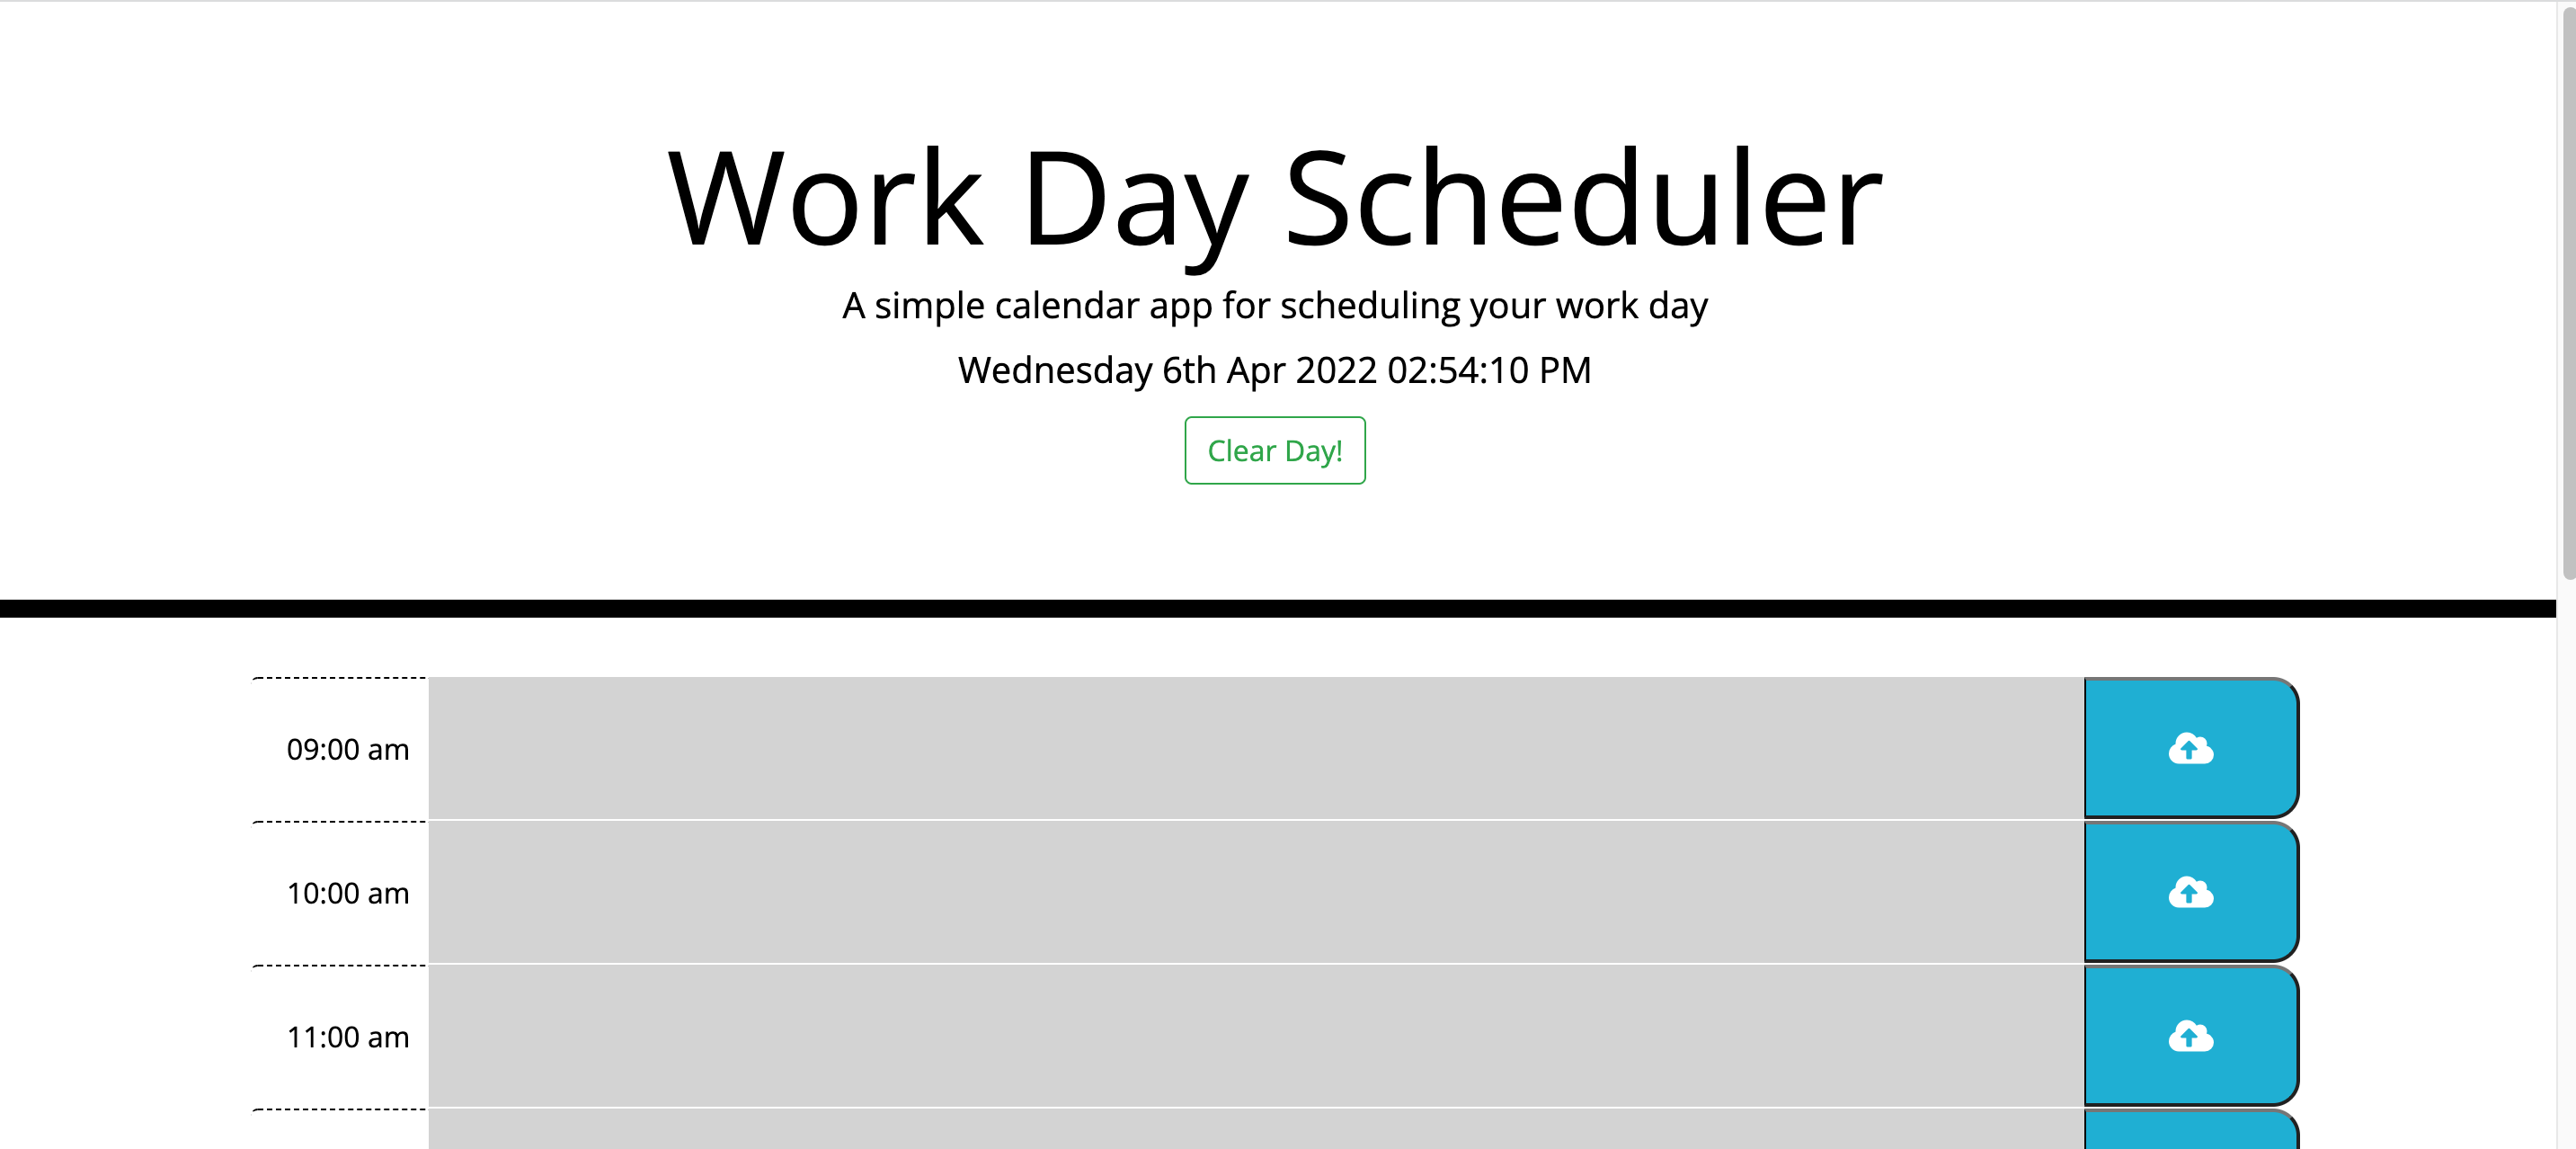 Work Day Scheduler
A simple calendar app for scheduling your work day
Wednesday 6th Apr 2022 02:54:10 PM
Clear Day!
09:00 am
10:00 am
11:00 am